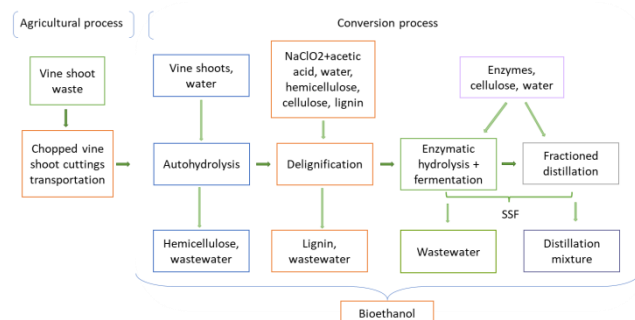 Agricultural process
Conversion process
Vine shoot
waste
Vine shoots,
water
NaClO2+acetic
acid, water,
hemicellulose,
cellulose, lignin
Enzymes,
cellulose, water
Chopped vine
shoot cuttings
transportation
Autohydrolysis
Delignification
Enzymatic
hydrolysis +
fermentation
Fractioned
distillation
SSF
Hemicellulose,
wastewater
Lignin,
wastewater
Wastewater
Distillation
mixture
Bioethanol